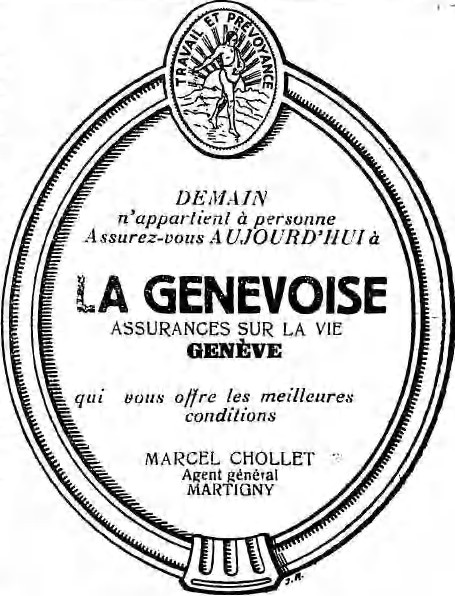 TRAVAIL ET PRÉVOYANCE
DEMAIN
n'appartient à personne
Assurez-vous AUJOURD'HUI à
LA GENEVOISE
ASSURANCES SUR LA VIE
GENÈVE
qui vous offre les meilleures
conditions
MARCEL CHOLLET
Agent général
MARTIGNY
J.R.